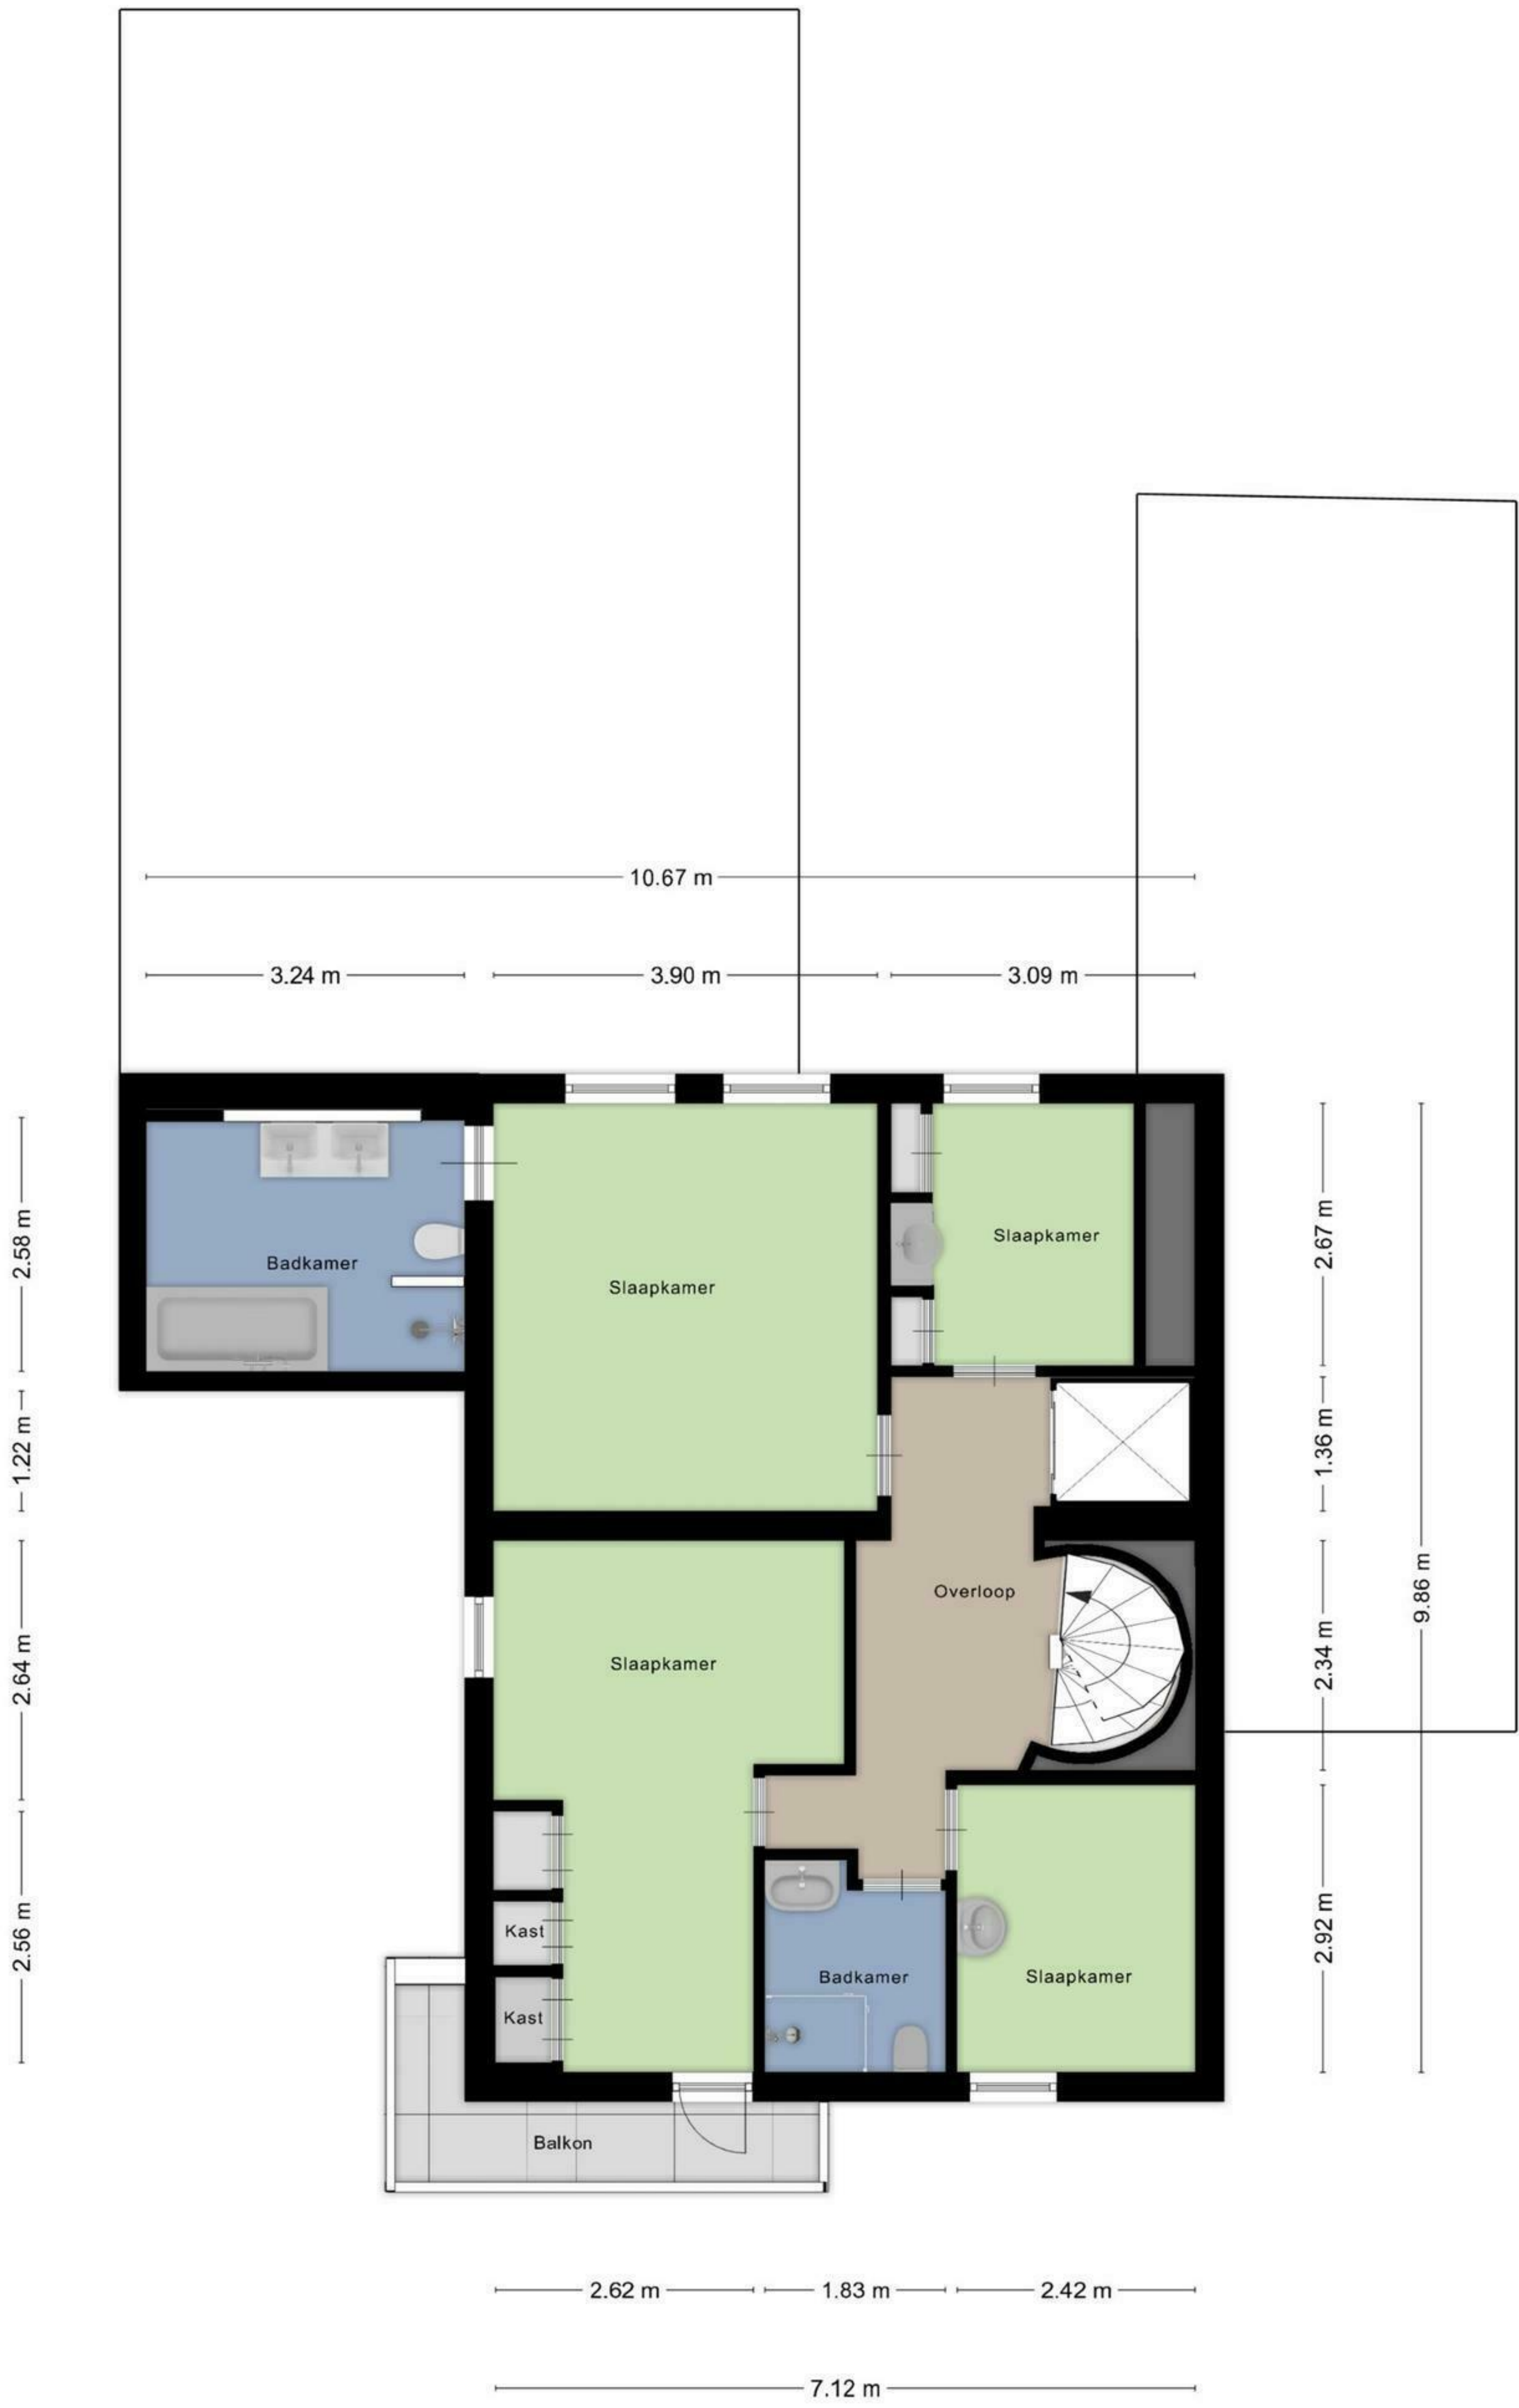 10.67 m
3.24 m
3.90 m
3.09 m
2.58 m
Badkamer
Slaapkamer
Slaapkamer
2.67 m
1.22 m
1.36 m
9.86 m
Overloop
2.64 m
Slaapkamer
2.34 m
2.56 m
Kast
Kast
Badkamer
Slaapkamer
2.92 m
Balkon
2.62 m
1.83 m
2.42 m
7.12 m